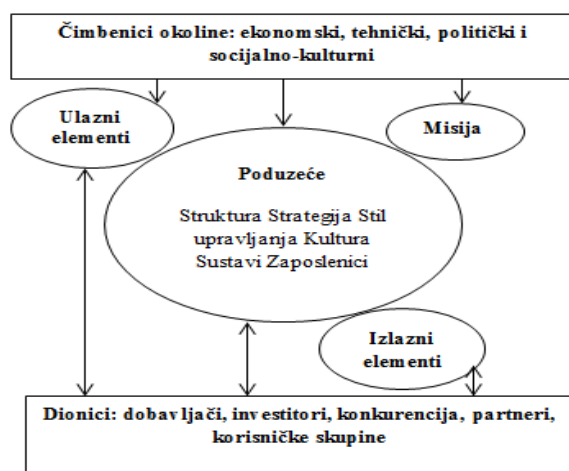 Čimbenici okoline: ekonomski, tehnički, politički i
socijalno-kulturni
Ulazni
elementi
Misija
Poduzeće
Struktura Strategija Stil
upravljanja Kultura
Sustavi Zaposlenici
Izlazni
elementi
Dionici: dobavljači, investitori, konkurencija, partneri,
korisničke skupine